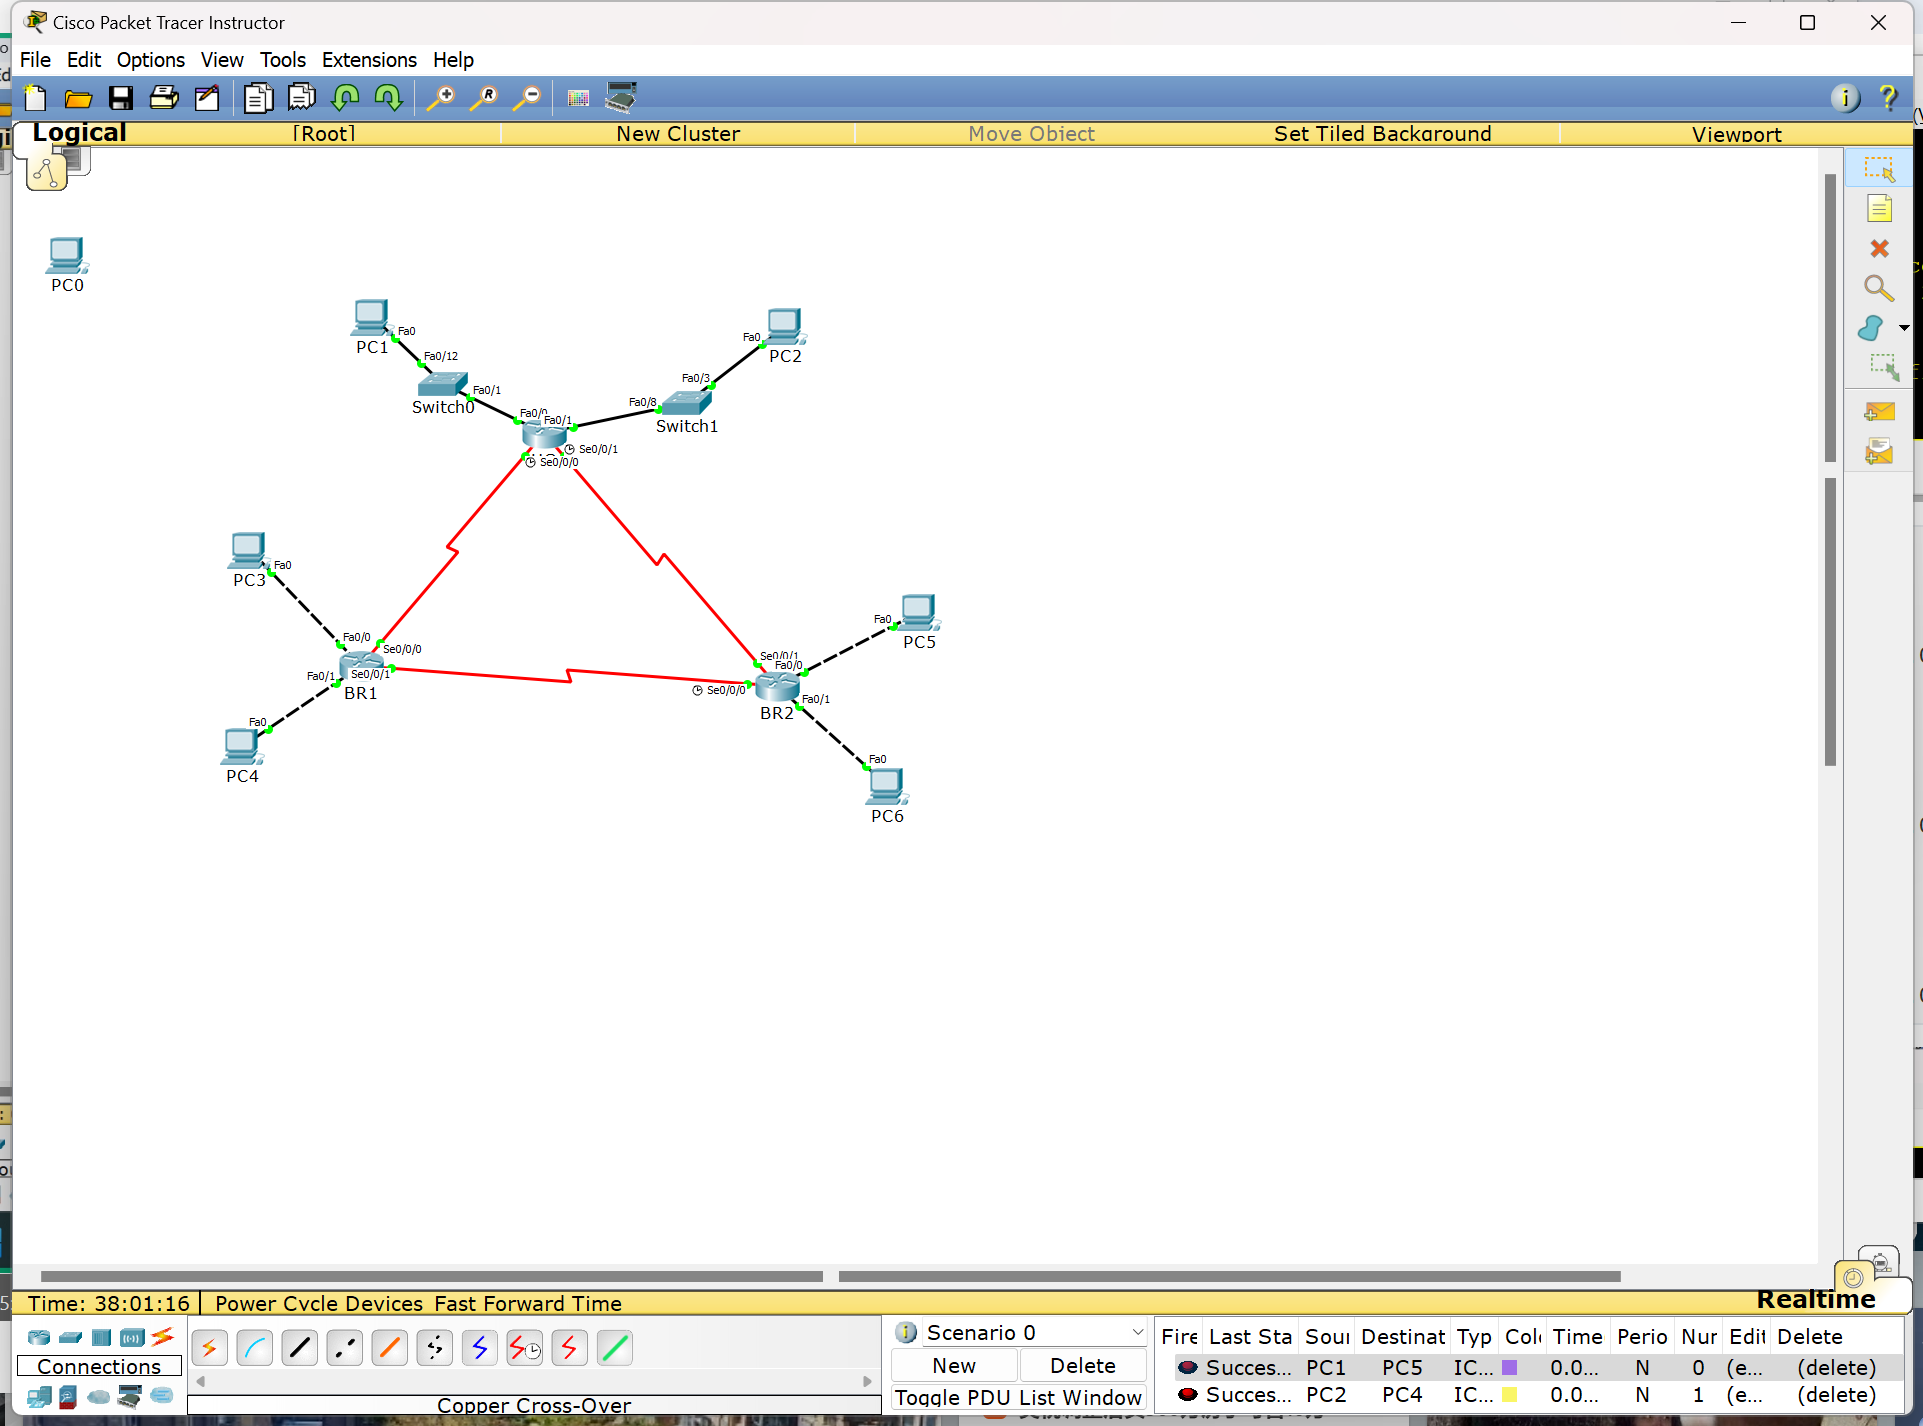 Cisco Packet Tracer Instructor
File Edit Options View Tools Extensions Help
Logical [Root] New Cluster Move Object Set Tiled Background Viewport
PC0
PC1
Fa0
Fa0/12
Switch0
Fa0/1
Fa0
PC2
Fa0/3
Fa0/8
Switch1
Fa0/0
Fa0/1
Se0/0/1
Se0/0/0
PC3
Fa0
Fa0/0
Se0/0/0
Fa0/1
Se0/0/1
BR1
Fa0
PC4
Fa0
PC5
Se0/0/1
Fa0/0
Se0/0/0
BR2
Fa0/1
Fa0
PC6
Time: 38:01:16 Power Cycle Devices Fast Forward Time
Realtime
Connections
Copper Cross-Over
Scenario 0
New Delete
Toggle PDU List Window
Fire Last Sta Sour Destinat Typ Col Time Perio Nur Edit Delete
Succes... PC1 PC5 IC... 0.0... N 0 (e... (delete)
Succes... PC2 PC4 IC... 0.0... N 1 (e... (delete)